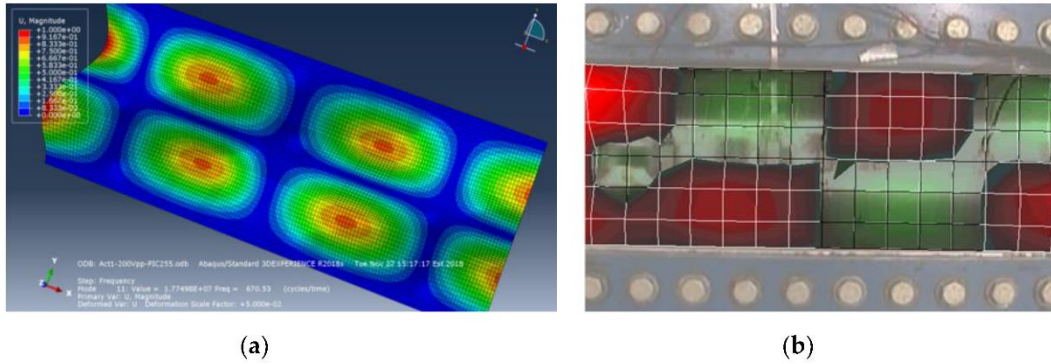 U, Magnitude
+1.000e+00
+9.167e-01
+8.333e-01
+7.500e-01
+6.667e-01
+5.833e-01
+5.000e-01
+4.167e-01
+3.333e-01
+0.000e+00
ODB: Act1-200Vpp-PIC255.odb Abaqus/Standard 3DEXPERIENCE R2018x Tue Nov 27 15:17:17 2018
Step: Frequency
Mode 11: Value = 1.77498E+07 Freq = 670.53 (cycles/time)
Primary Var: U, Magnitude
Deformed Var: U Deformation Scale Factor: +5.000e-02
Y
Z
X
(a)
(b)